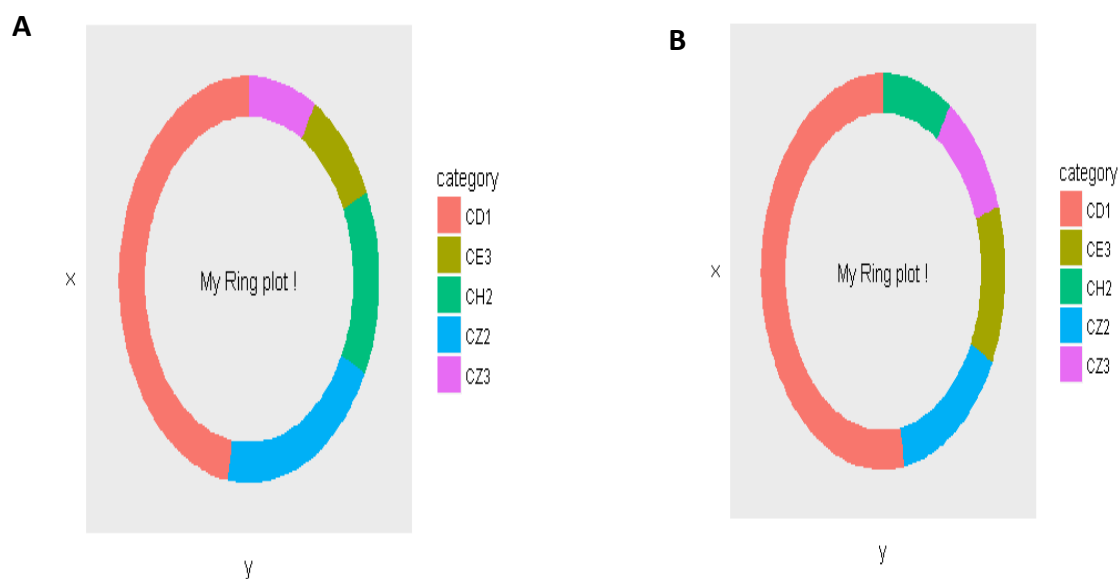 A
category
CD1
CE3
CH2
CZ2
CZ3
My Ring plot !
x
y
B
category
CD1
CE3
CH2
CZ2
CZ3
My Ring plot !
x
y